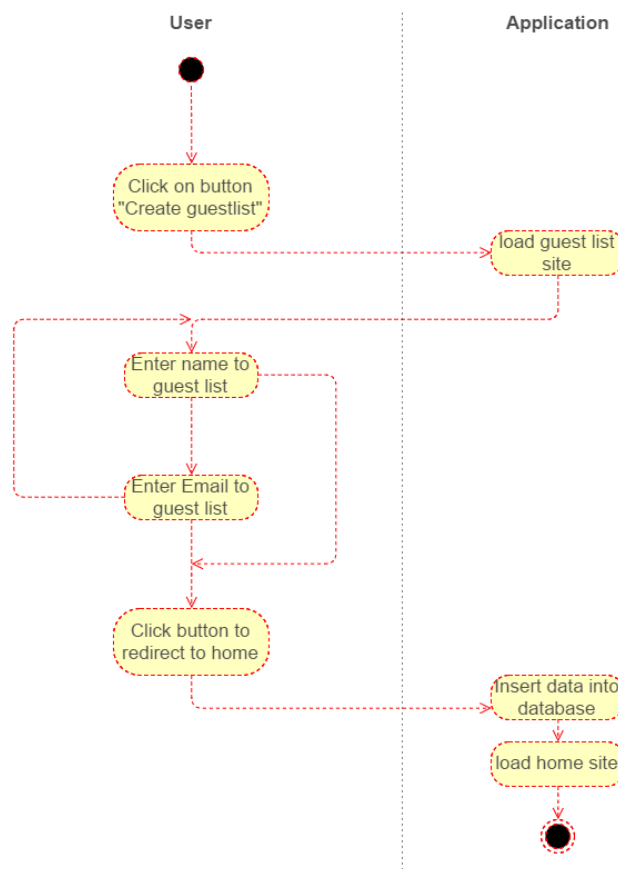 User
Application
Click on button
"Create guestlist"
load guest list
site
Enter name to
guest list
Enter Email to
guest list
Click button to
redirect to home
Insert data into
database
load home site